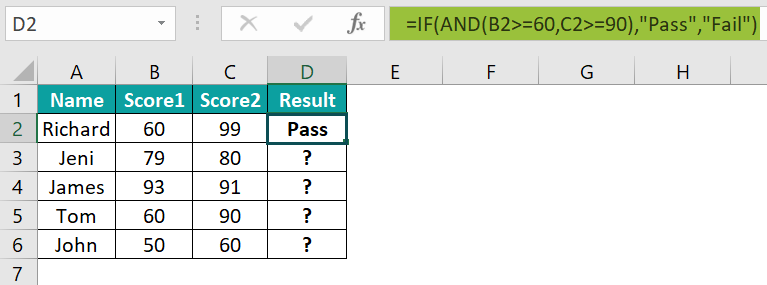 D2 fx =IF(AND(B2>=60,C2>=90),"Pass","Fail")
A B C D E F G H
1 Name Score1 Score2 Result
2 Richard 60 99 Pass
3 Jeni 79 80 ?
4 James 93 91 ?
5 Tom 60 90 ?
6 John 50 60 ?
7